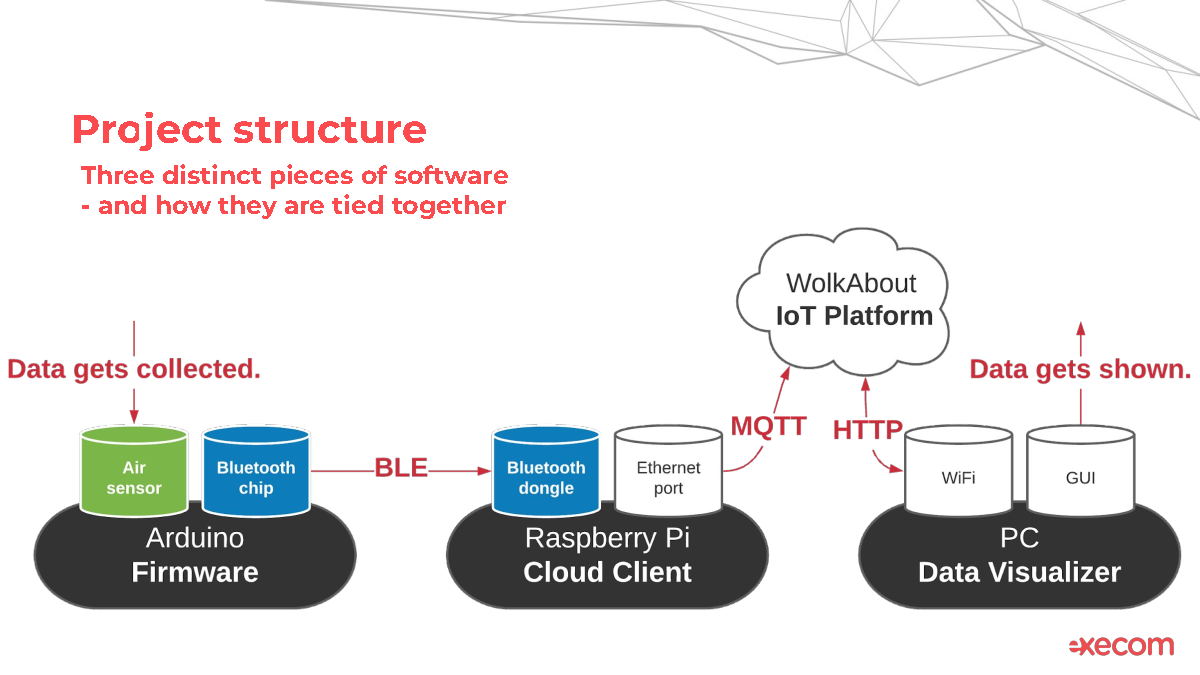 Project structure
Three distinct pieces of software
- and how they are tied together
WolkAbout
IoT Platform
Data gets collected.
Data gets shown.
MQTT
HTTP
Air
sensor
Bluetooth
chip
BLE
Bluetooth
dongle
Ethernet
port
WiFi
GUI
Arduino
Firmware
Raspberry Pi
Cloud Client
PC
Data Visualizer
execom